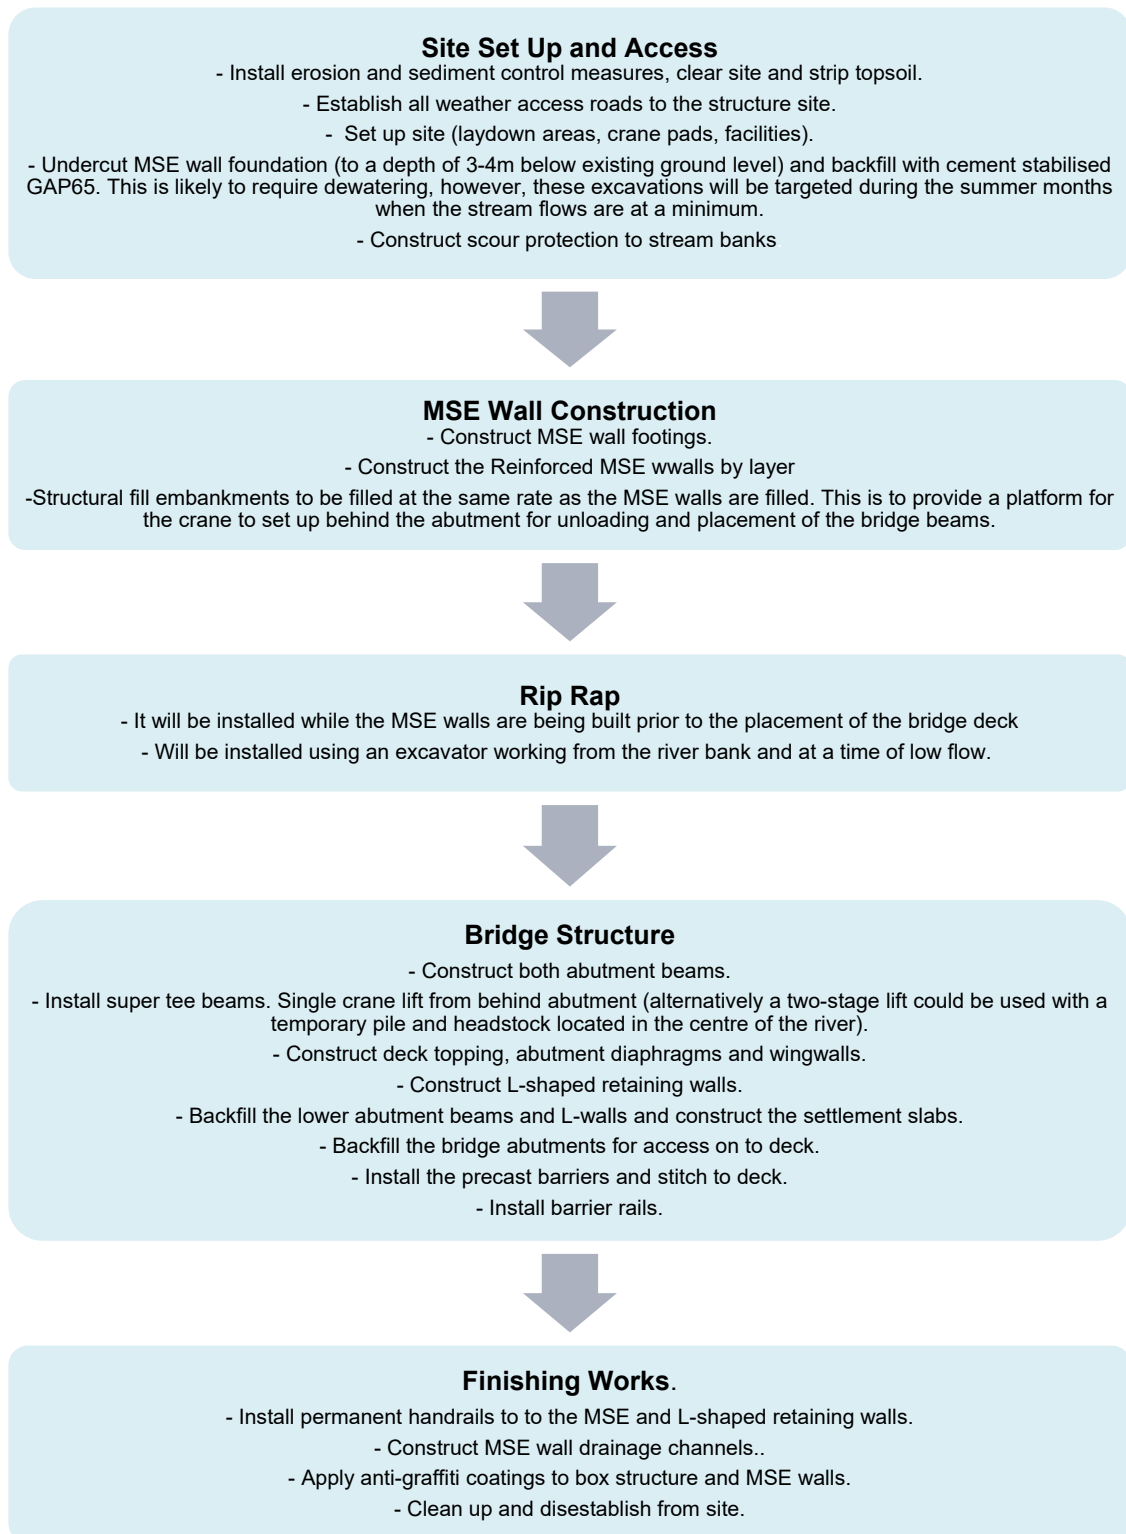 Site Set Up and Access
- Install erosion and sediment control measures, clear site and strip topsoil.
- Establish all weather access roads to the structure site.
- Set up site (laydown areas, crane pads, facilities).
- Undercut MSE wall foundation (to a depth of 3-4m below existing ground level) and backfill with cement stabilised
GAP65. This is likely to require dewatering, however, these excavations will be targeted during the summer months
when the stream flows are at a minimum.
- Construct scour protection to stream banks
MSE Wall Construction
- Construct MSE wall footings.
- Construct the Reinforced MSE wwalls by layer
-Structural fill embankments to be filled at the same rate as the MSE walls are filled. This is to provide a platform for
the crane to set up behind the abutment for unloading and placement of the bridge beams.
Rip Rap
- It will be installed while the MSE walls are being built prior to the placement of the bridge deck
- Will be installed using an excavator working from the river bank and at a time of low flow.
Bridge Structure
- Construct both abutment beams.
- Install super tee beams. Single crane lift from behind abutment (alternatively a two-stage lift could be used with a
temporary pile and headstock located in the centre of the river).
- Construct deck topping, abutment diaphragms and wingwalls.
- Construct L-shaped retaining walls.
- Backfill the lower abutment beams and L-walls and construct the settlement slabs.
- Backfill the bridge abutments for access on to deck.
- Install the precast barriers and stitch to deck.
- Install barrier rails.
Finishing Works.
- Install permanent handrails to to the MSE and L-shaped retaining walls.
- Construct MSE wall drainage channels..
- Apply anti-graffiti coatings to box structure and MSE walls.
- Clean up and disestablish from site.